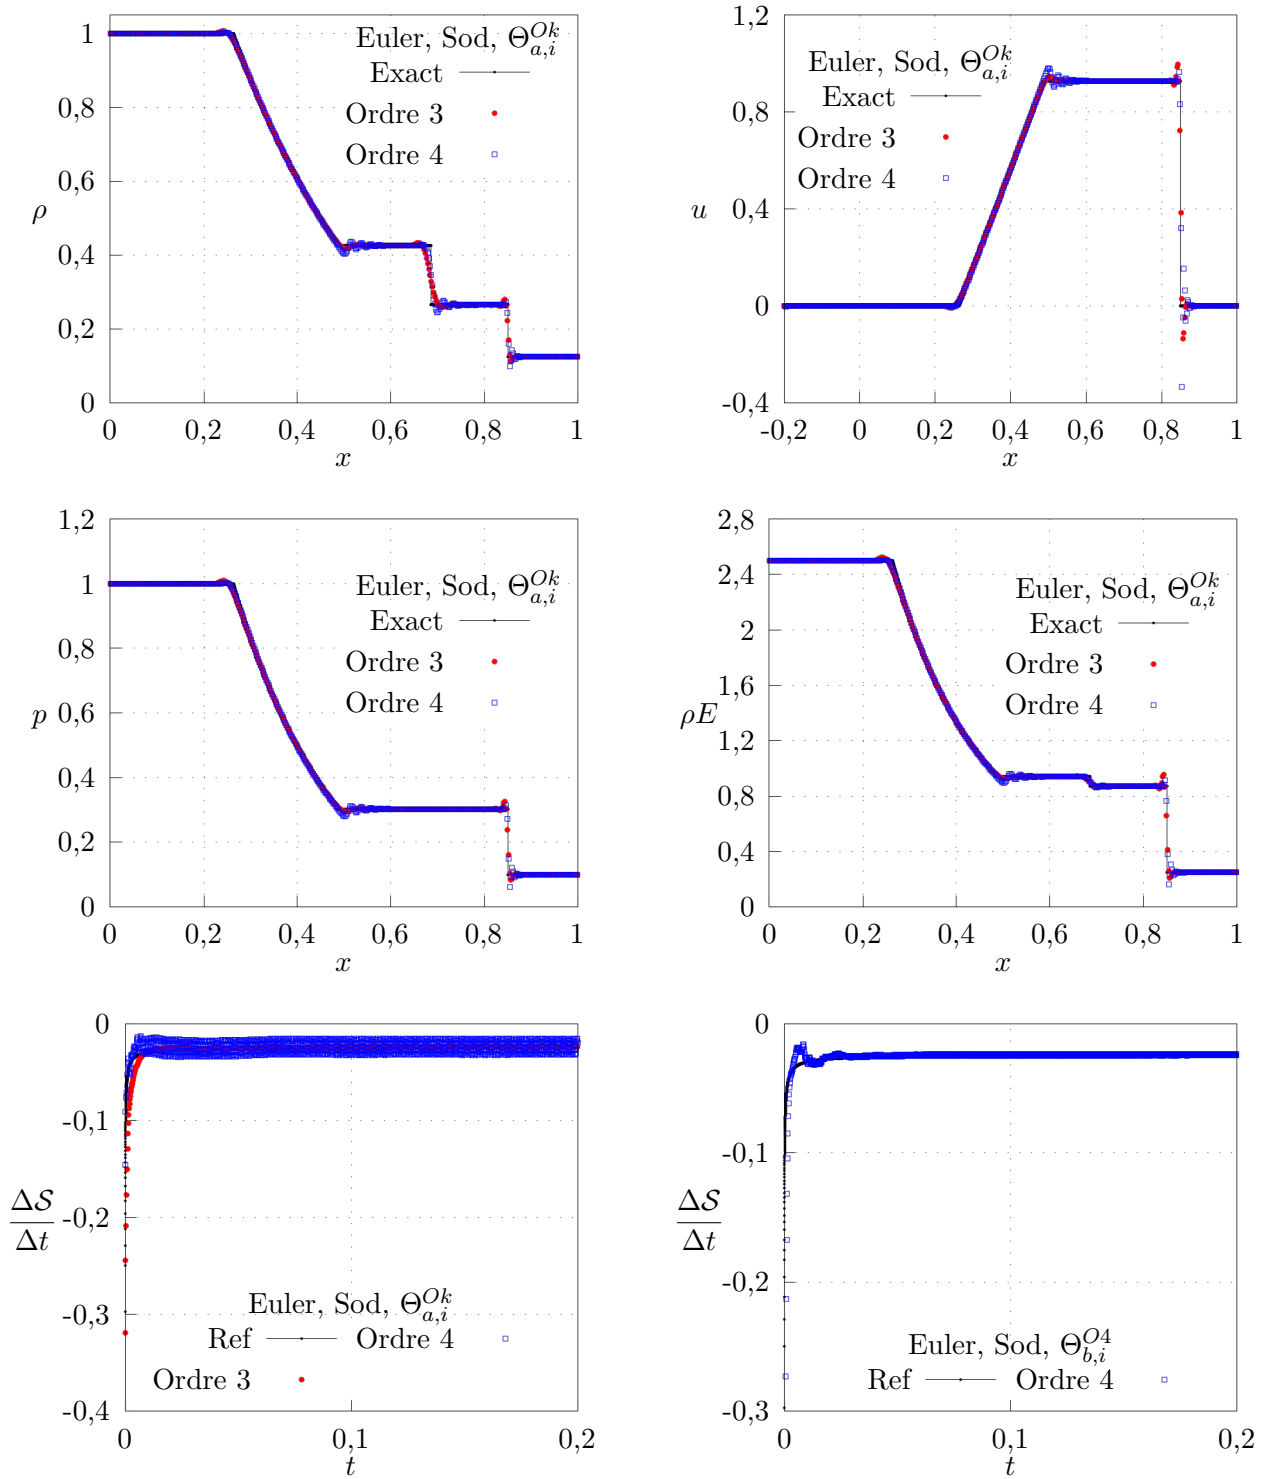 1
0,8
0,6
ρ
0,4
0,2
0
0 0,2 0,4 0,6 0,8 1
x
Euler, Sod, Θ_{a,i}^{Ok}
Exact
Ordre 3
Ordre 4
1,2
0,8
0,4
u
0
-0,4
-0,2 0 0,2 0,4 0,6 0,8 1
x
Euler, Sod, Θ_{a,i}^{Ok}
Exact
Ordre 3
Ordre 4
1,2
1
0,8
0,6
p
0,4
0,2
0
0 0,2 0,4 0,6 0,8 1
x
Euler, Sod, Θ_{a,i}^{Ok}
Exact
Ordre 3
Ordre 4
2,8
2,4
2
1,6
ρE
1,2
0,8
0,4
0
0 0,2 0,4 0,6 0,8 1
x
Euler, Sod, Θ_{a,i}^{Ok}
Exact
Ordre 3
Ordre 4
0
-0,1
ΔS
Δt
-0,2
-0,3
-0,4
0 0,1 0,2
t
Euler, Sod, Θ_{a,i}^{Ok}
Ref Ordre 4
Ordre 3
0
-0,1
ΔS
Δt
-0,2
-0,3
0 0,1 0,2
t
Euler, Sod, Θ_{b,i}^{O4}
Ref Ordre 4